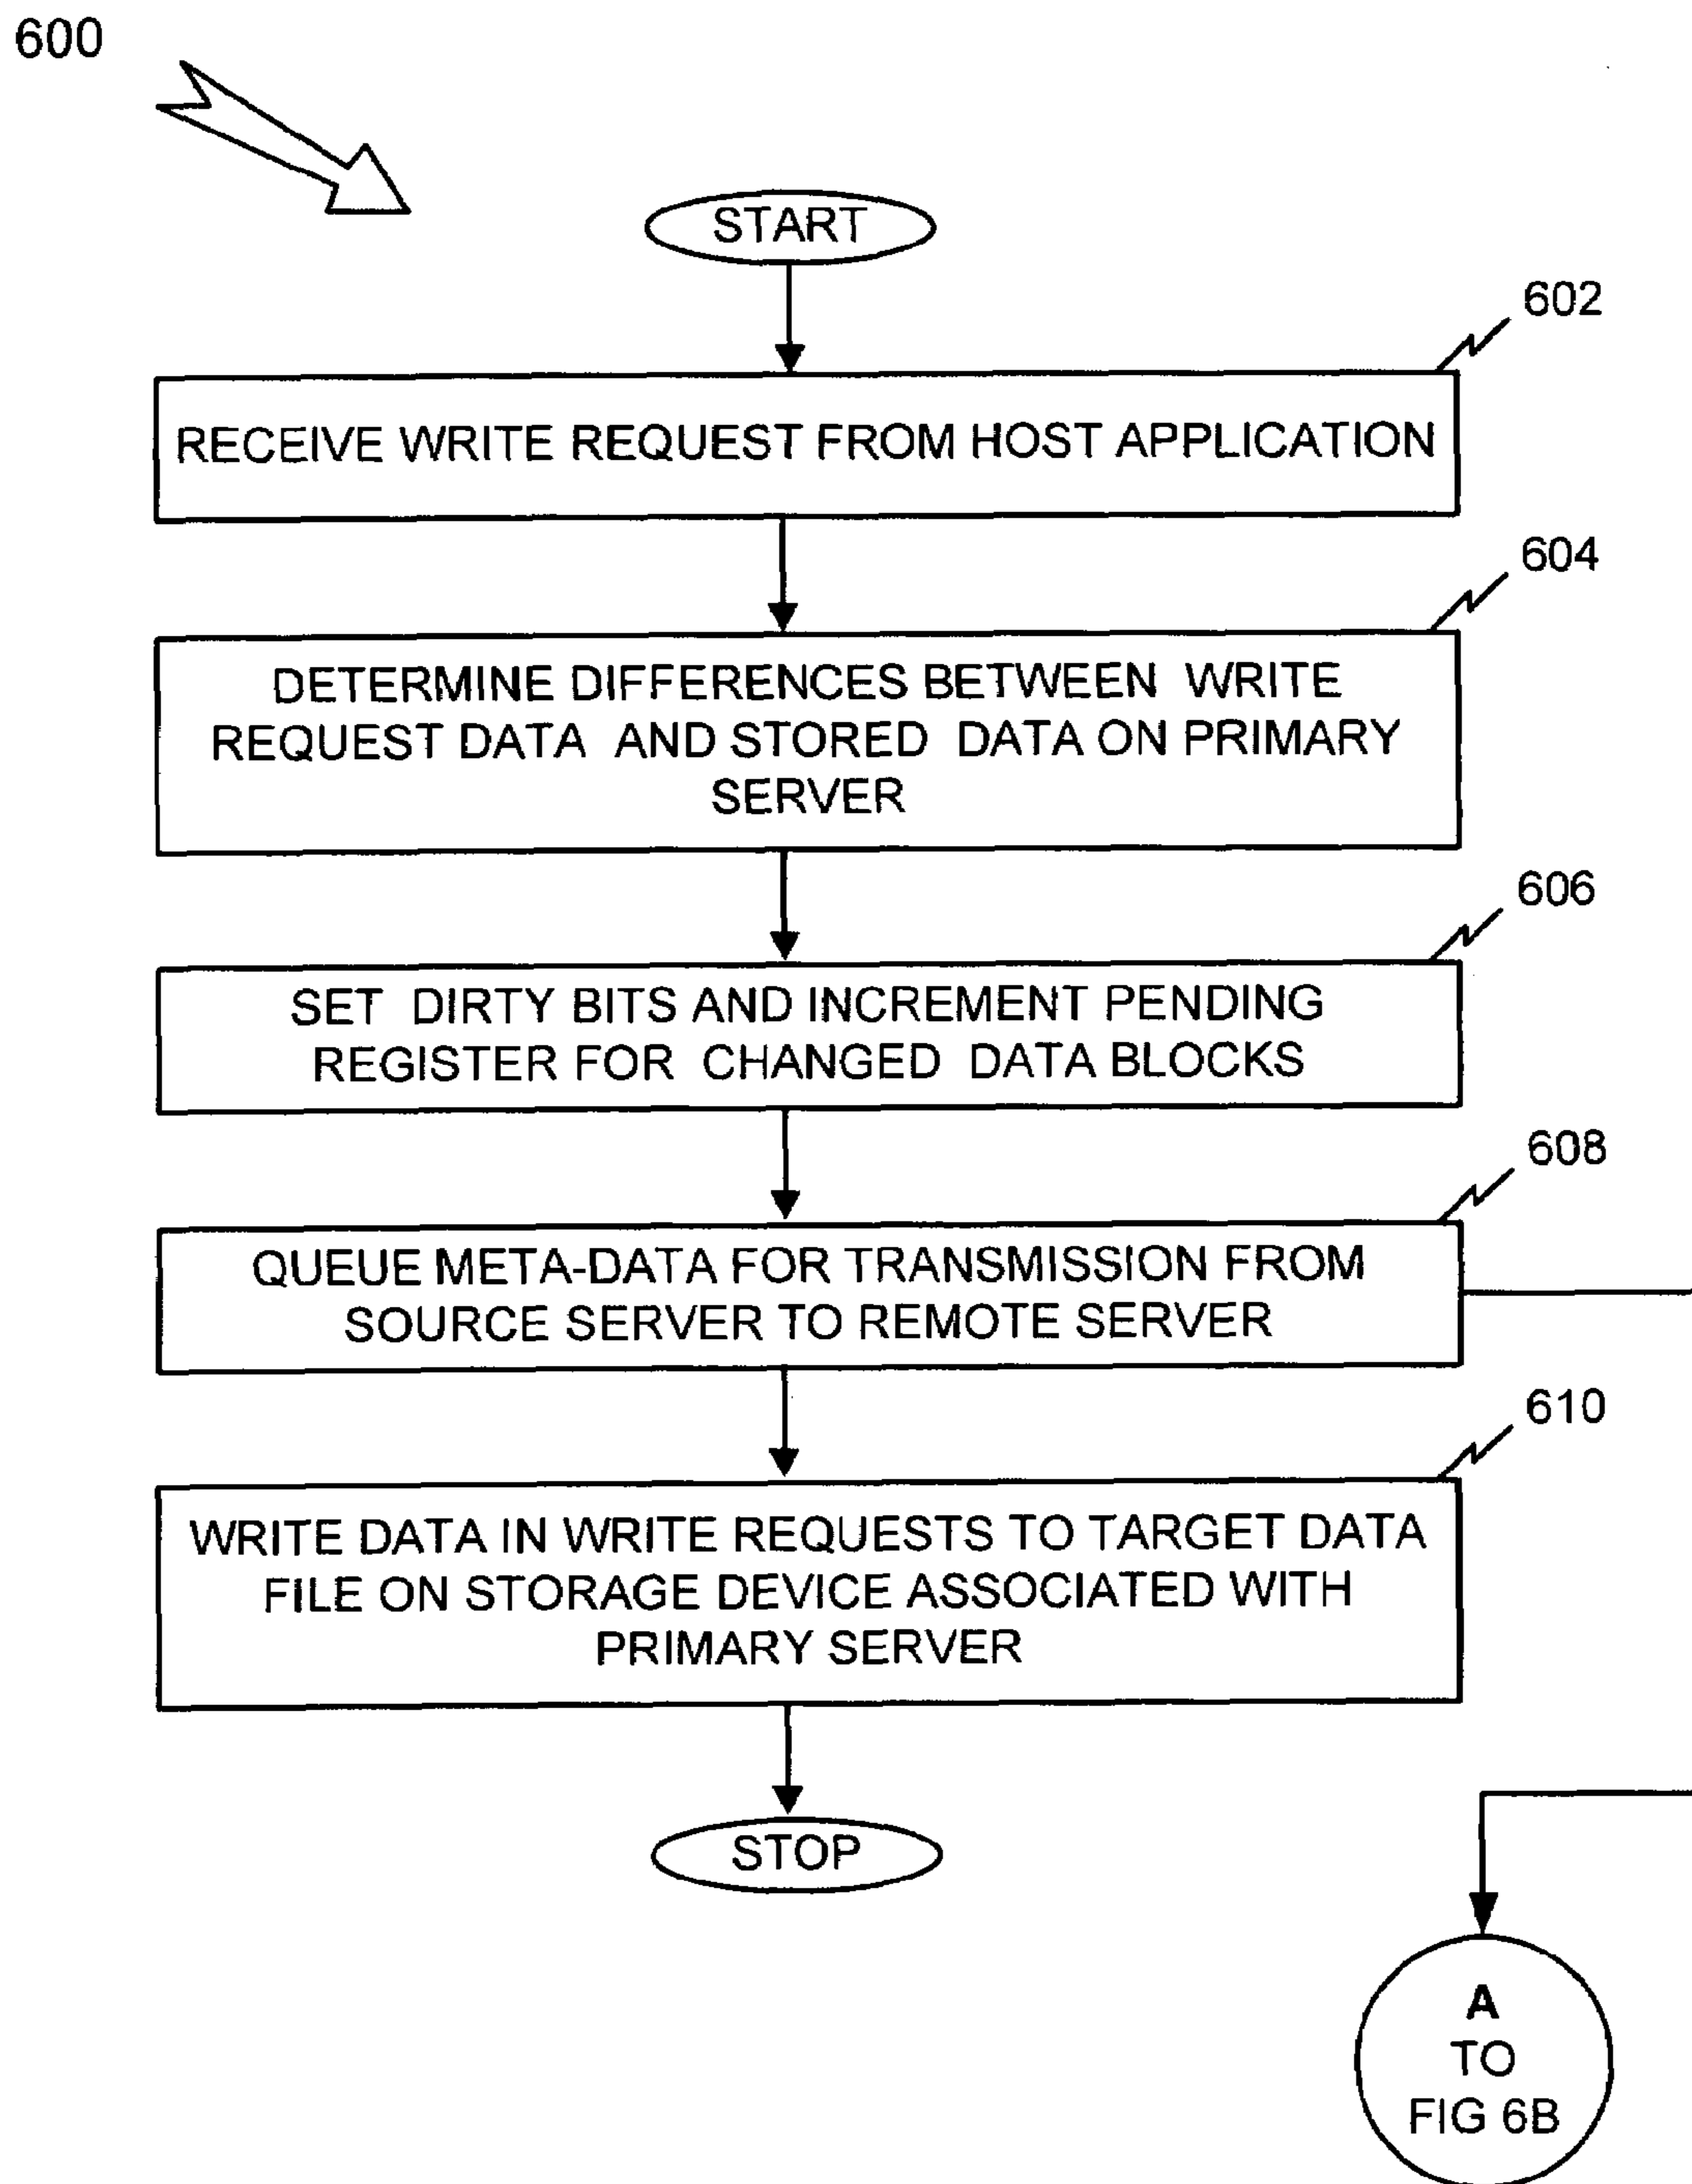 600
START
602
RECEIVE WRITE REQUEST FROM HOST APPLICATION
604
DETERMINE DIFFERENCES BETWEEN WRITE
REQUEST DATA AND STORED DATA ON PRIMARY
SERVER
606
SET DIRTY BITS AND INCREMENT PENDING
REGISTER FOR CHANGED DATA BLOCKS
608
QUEUE META-DATA FOR TRANSMISSION FROM
SOURCE SERVER TO REMOTE SERVER
610
WRITE DATA IN WRITE REQUESTS TO TARGET DATA
FILE ON STORAGE DEVICE ASSOCIATED WITH
PRIMARY SERVER
STOP
A
TO
FIG 6B